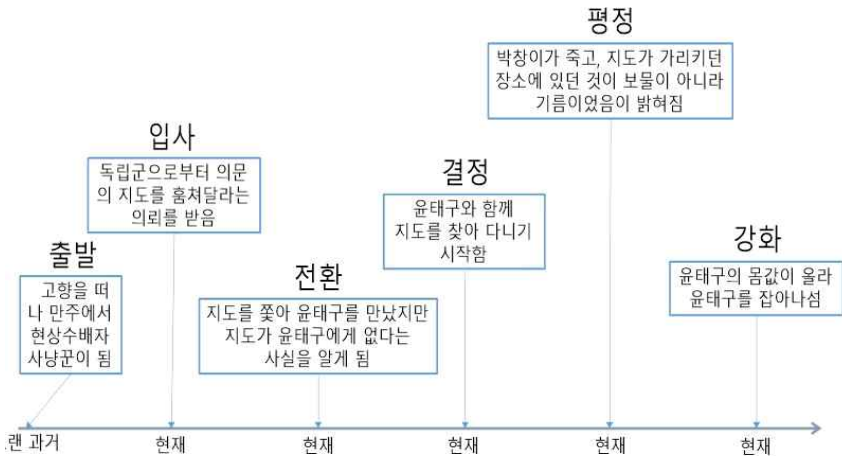 출발
고향을 떠
나 만주에서
현상수배자
사냥꾼이 됨
입사
독립군으로부터 의문
의 지도를 훔쳐달라는
의뢰를 받음
전환
지도를 쫓아 윤태구를 만났지만
지도가 윤태구에게 없다는
사실을 알게 됨
결정
윤태구와 함께
지도를 찾아 다니기
시작함
평정
박창이가 죽고, 지도가 가리키던
장소에 있던 것이 보물이 아니라
기름이었음이 밝혀짐
강화
윤태구의 몸값이 올라
윤태구를 잡아나섬
과거
현재
현재
현재
현재
현재